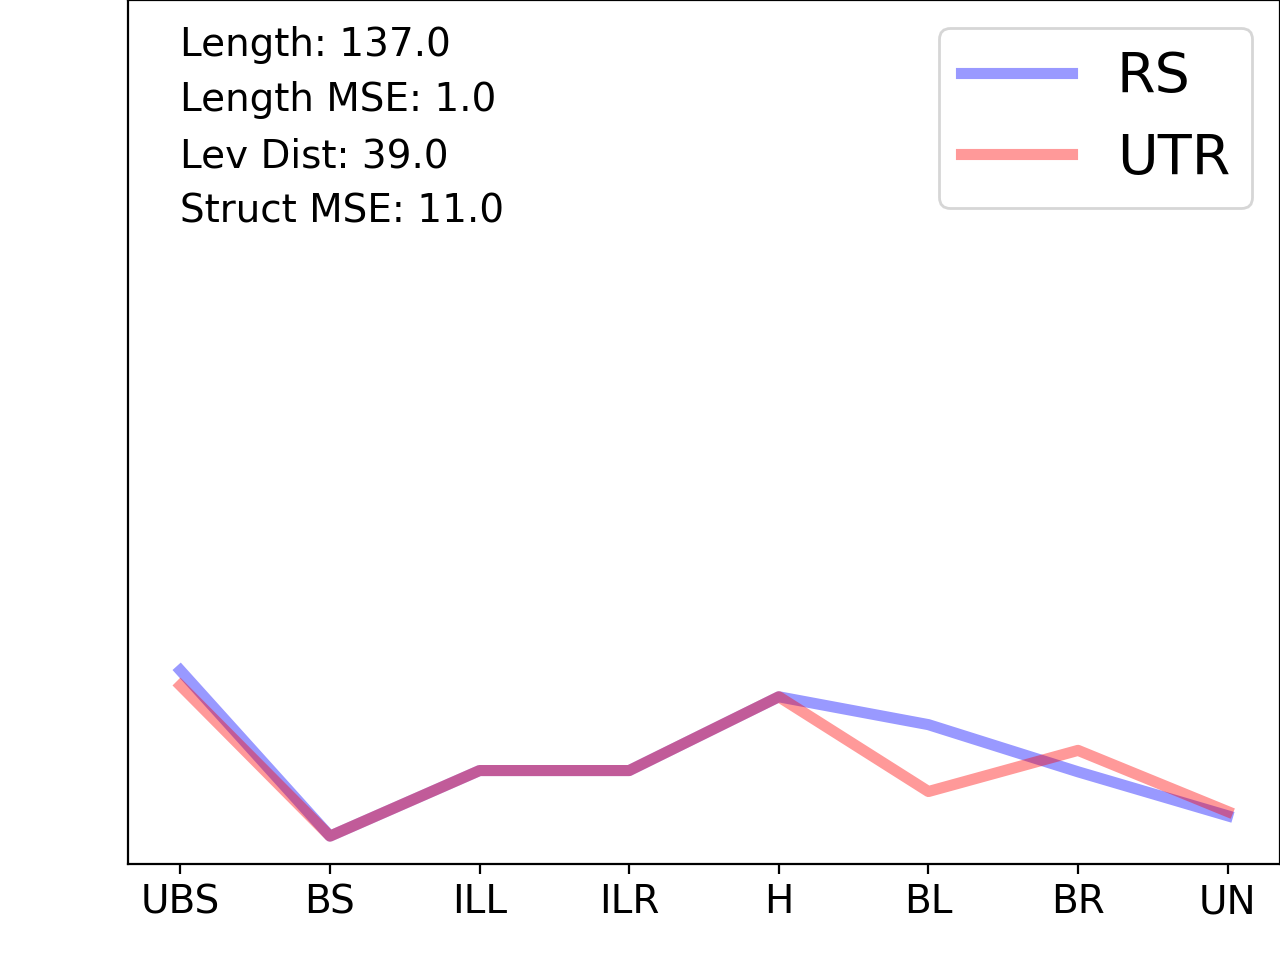 Length: 137.0
Length MSE: 1.0
Lev Dist: 39.0
Struct MSE: 11.0
RS
UTR
UBS BS ILL ILR H BL BR UN